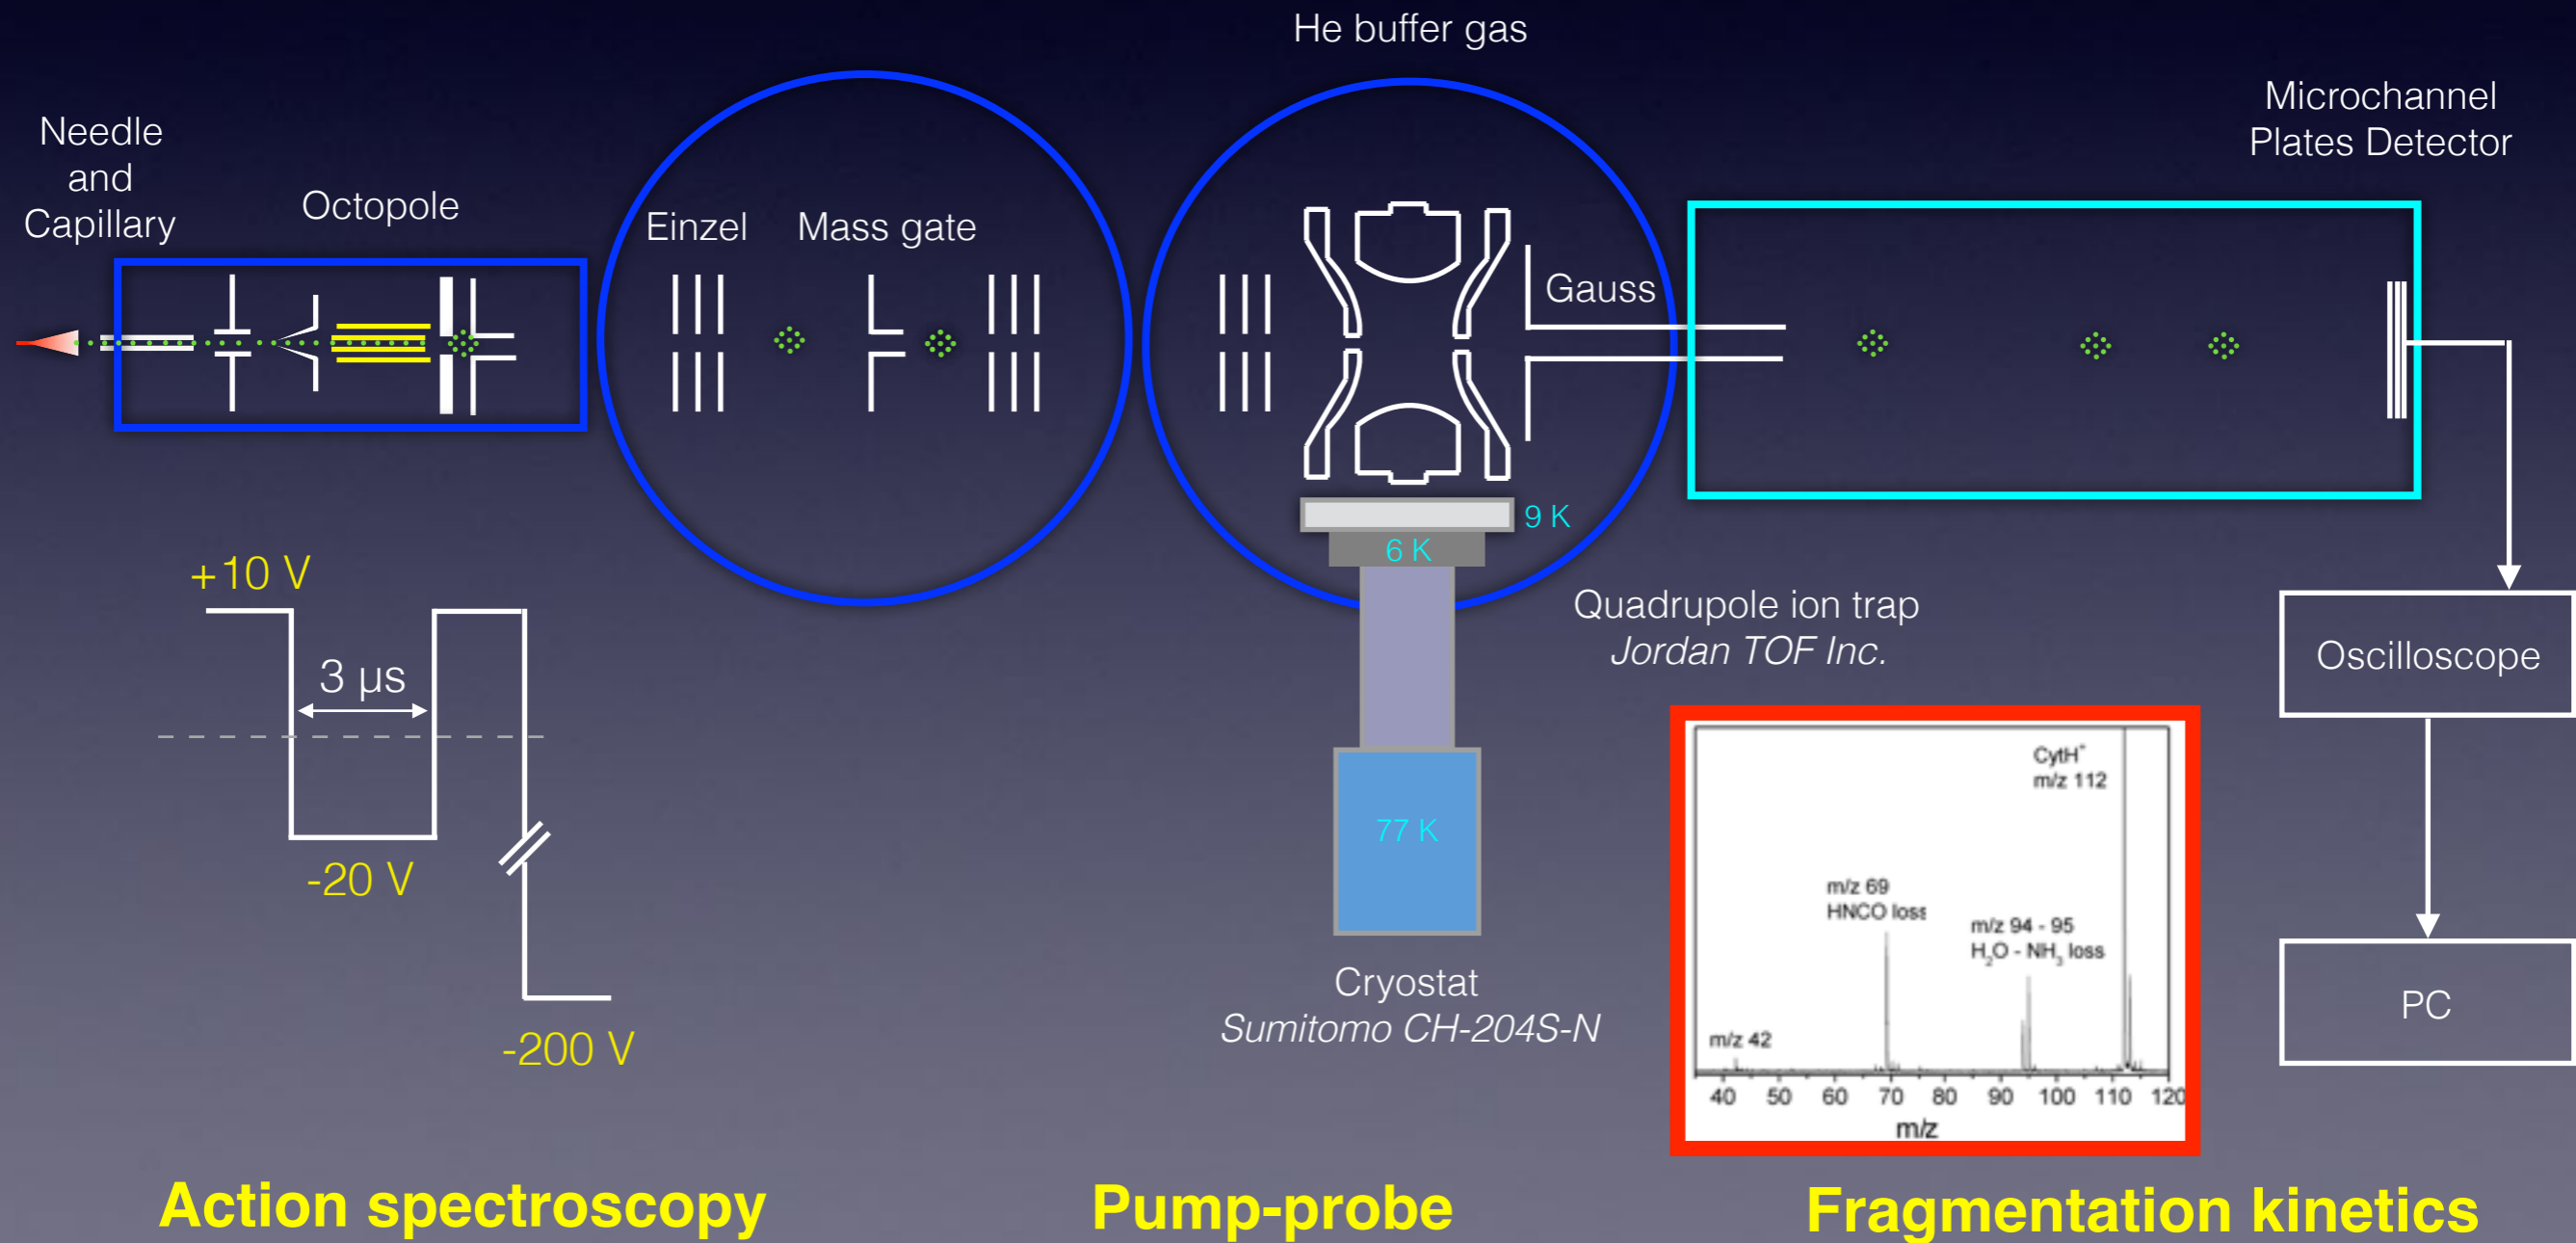 He buffer gas
Needle
and
Capillary
Octopole
Einzel
Mass gate
Gauss
Microchannel
Plates Detector
9 K
6 K
77 K
Quadrupole ion trap
Jordan TOF Inc.
Cryostat
Sumitomo CH-204S-N
Oscilloscope
PC
+10 V
3 µs
-20 V
-200 V
CytH+
m/z 112
m/z 69
HNCO loss
m/z 94 - 95
H2O - NH3 loss
m/z 42
40 50 60 70 80 90 100 110 120
m/z
Action spectroscopy
Pump-probe
Fragmentation kinetics